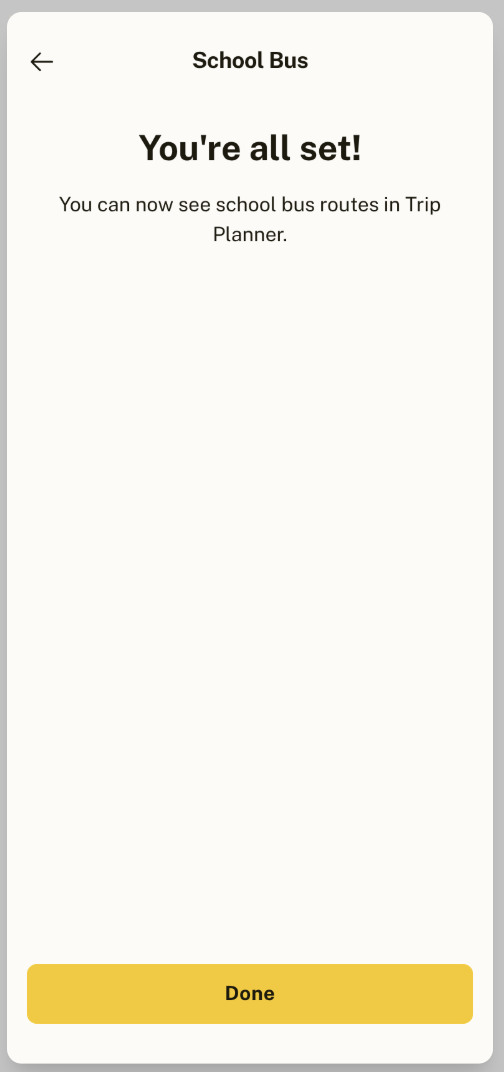 School Bus
You're all set!
You can now see school bus routes in Trip
Planner.
Done